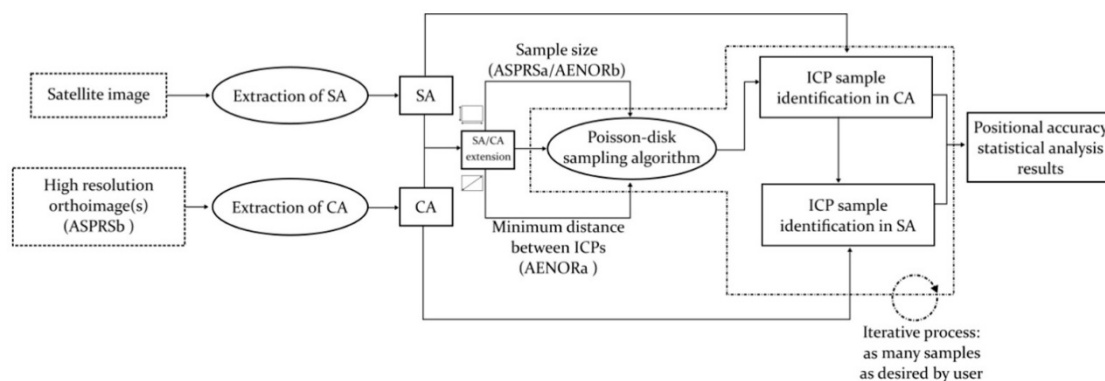 Satellite image
Extraction of SA
SA
High resolution
orthoimage(s)
(ASPRSb )
Extraction of CA
CA
SA/CA
extension
Sample size
(ASPRSa/AENORb)
Poisson-disk
sampling algorithm
Minimum distance
between ICPs
(AENORa )
ICP sample
identification in CA
ICP sample
identification in SA
Positional accuracy
statistical analysis
results
Iterative process:
as many samples
as desired by user